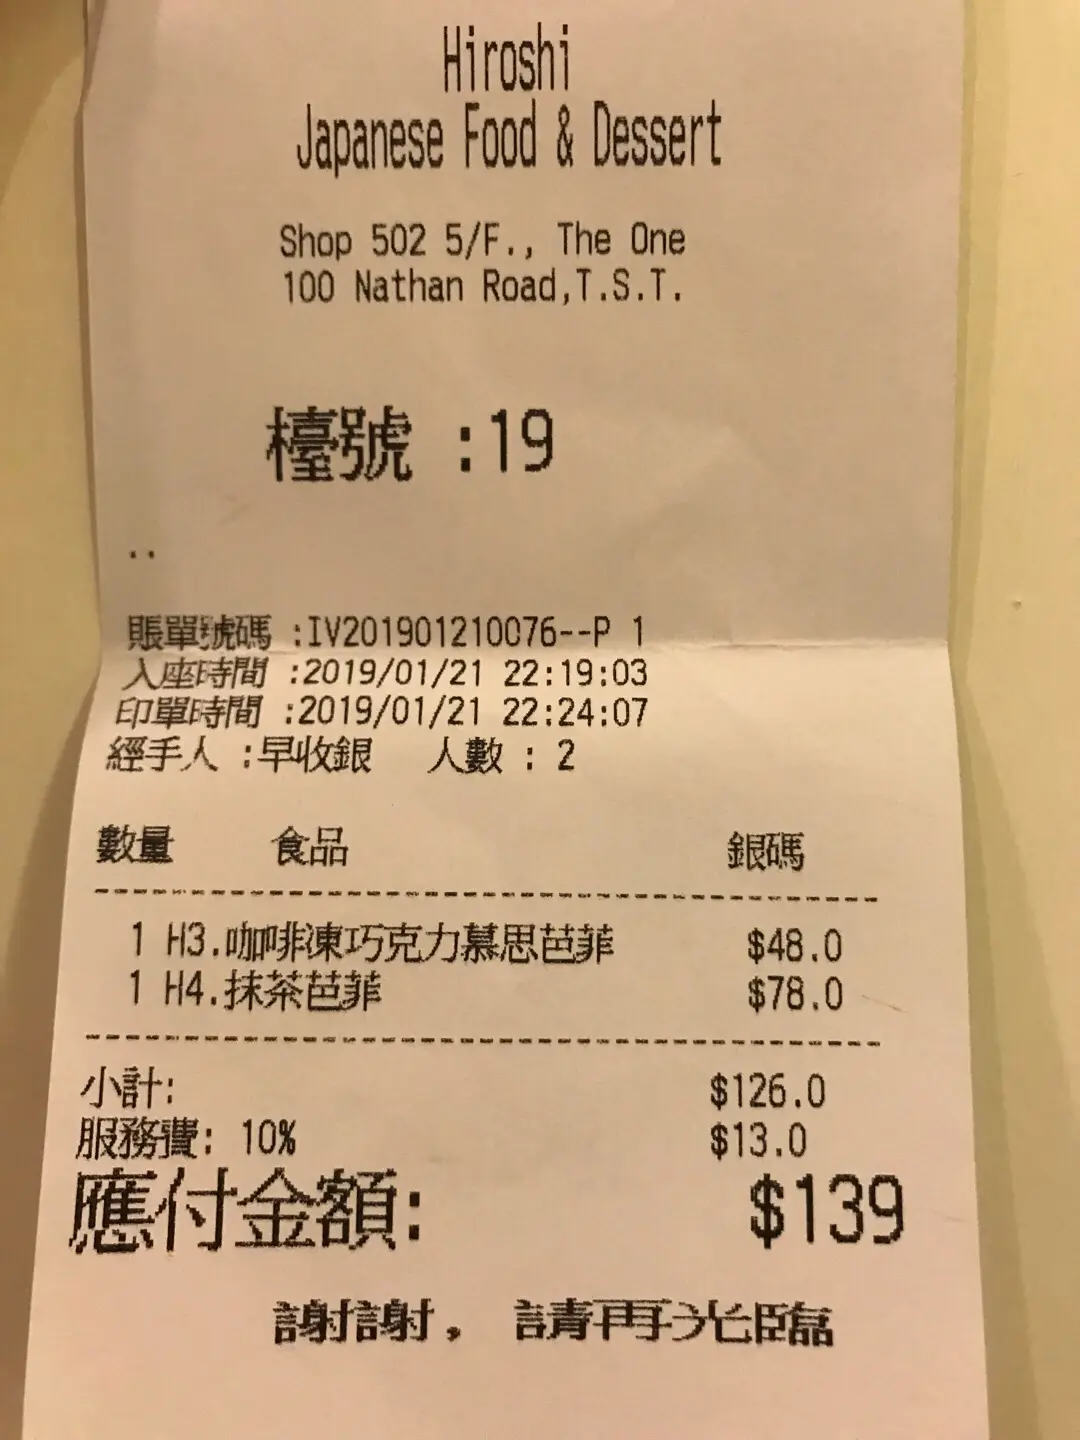 Hiroshi
Japanese Food & Dessert
Shop 502 5/F., The One
100 Nathan Road,T.S.T.
檯號 :19
..
賬單號碼 :IV201901210076--P 1
入座時間 :2019/01/21 22:19:03
印單時間 :2019/01/21 22:24:07
經手人 :早收銀 人數 : 2
數量 食品 銀碼
1 H3.咖啡凍巧克力慕思芭菲 $48.0
1 H4.抹茶芭菲 $78.0
小計: $126.0
服務費: 10% $13.0
應付金額: $139
謝謝，請再光臨